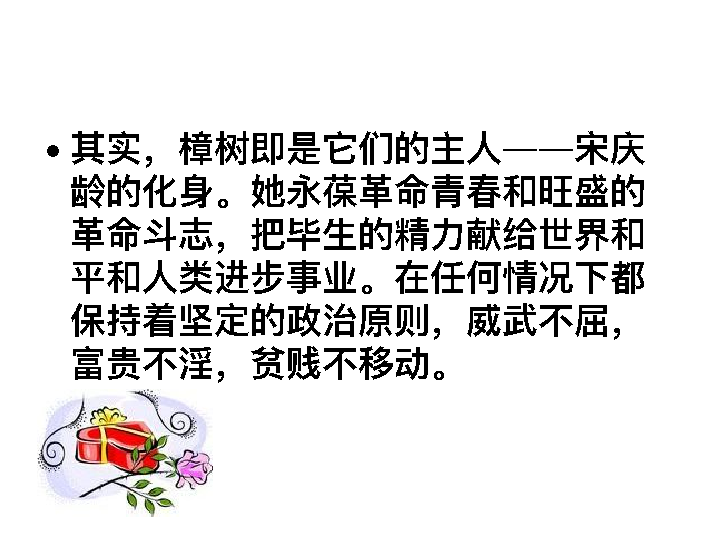 • 其实，樟树即是它们的主人——宋庆
龄的化身。她永葆革命青春和旺盛的
革命斗志，把毕生的精力献给世界和
平和人类进步事业。在任何情况下都
保持着坚定的政治原则，威武不屈，
富贵不淫，贫贱不移动。